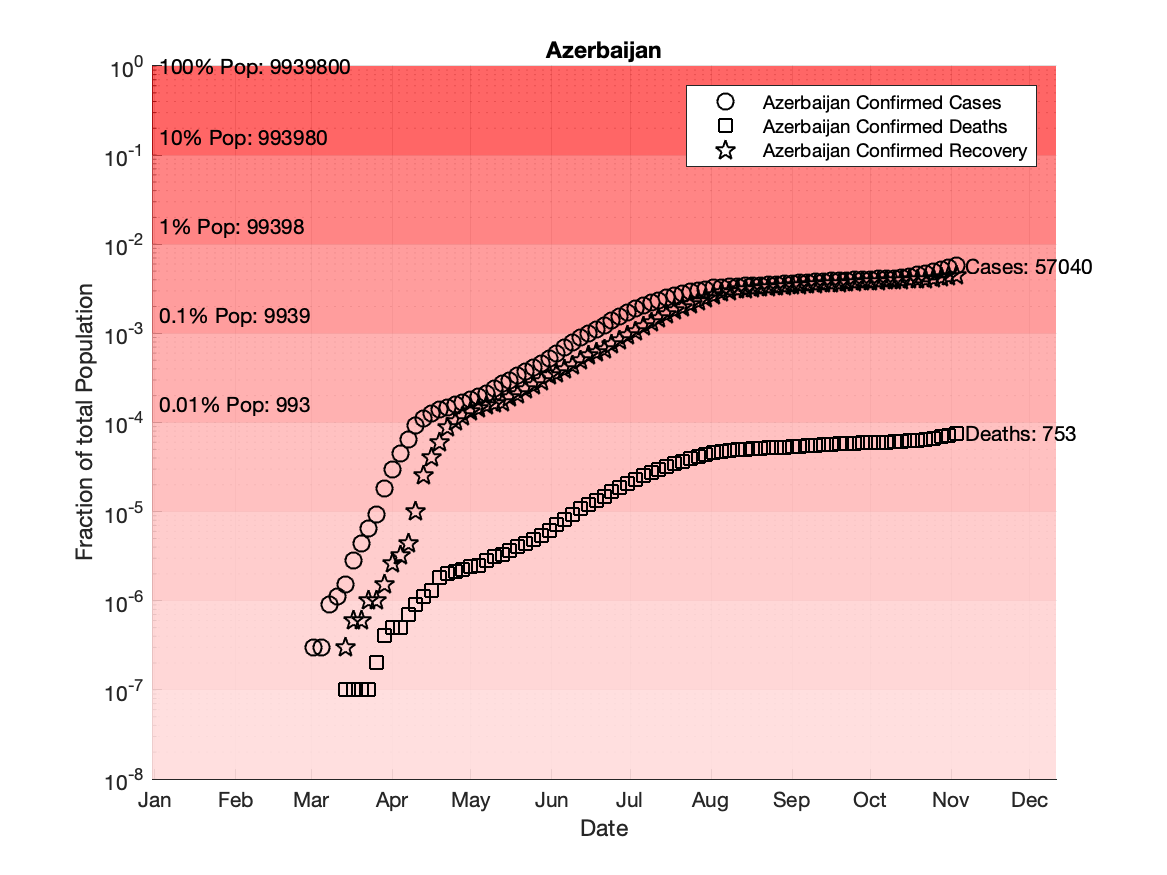 Azerbaijan
10^0
10^-1
10^-2
10^-3
10^-4
10^-5
10^-6
10^-7
10^-8
Fraction of total Population
100% Pop: 9939800
10% Pop: 993980
1% Pop: 99398
0.1% Pop: 9939
0.01% Pop: 993
Azerbaijan Confirmed Cases
Azerbaijan Confirmed Deaths
Azerbaijan Confirmed Recovery
Cases: 57040
Deaths: 753
Jan Feb Mar Apr May Jun Jul Aug Sep Oct Nov Dec
Date